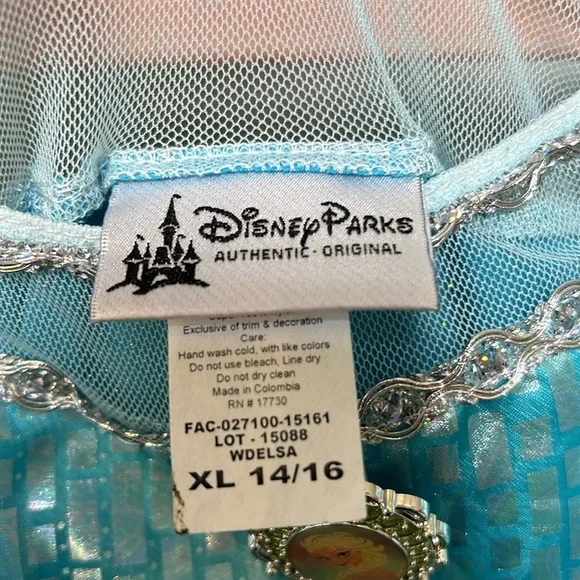 Disney Parks
AUTHENTIC · ORIGINAL
Exclusive of trim & decoration
Care:
Hand wash cold, with like colors
Do not use bleach, Line dry
Do not dry clean
Made in Colombia
RN # 17730
FAC-027100-15161
LOT - 15088
WDELSA
XL 14/16